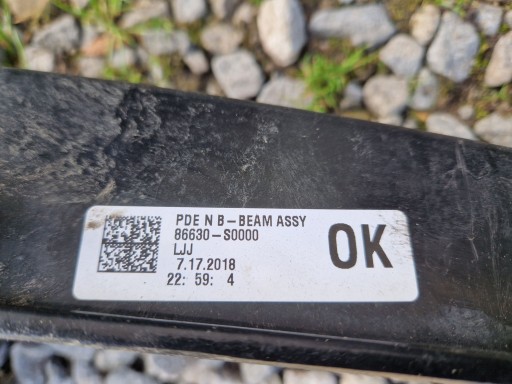 PDE N B-BEAM ASSY
86630-S0000
LJJ
7.17.2018
22: 59: 4
OK